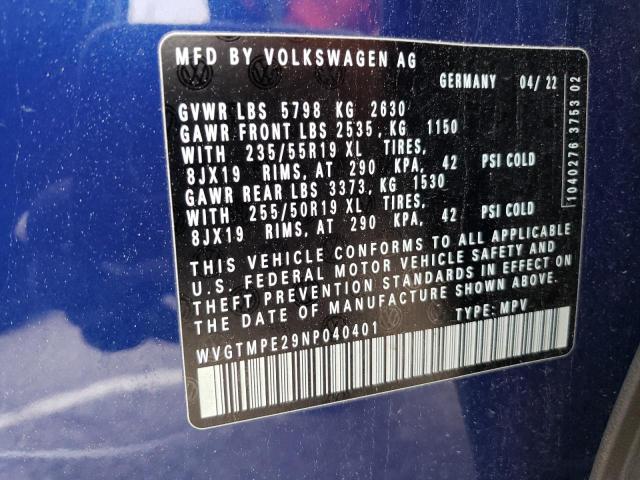 MFD BY VOLKSWAGEN AG
GERMANY 04/ 22
GVWR LBS 5798 KG 2630
GAWR FRONT LBS 2535, KG 1150
WITH 235/55R19 XL TIRES,
8JX19 RIMS, AT 290 KPA, 42 PSI COLD
GAWR REAR LBS 3373, KG 1530
WITH 255/50R19 XL TIRES,
8JX19 RIMS, AT 290 KPA, 42 PSI COLD
THIS VEHICLE CONFORMS TO ALL APPLICABLE
U.S. FEDERAL MOTOR VEHICLE SAFETY AND
THEFT PREVENTION STANDARDS IN EFFECT ON
THE DATE OF MANUFACTURE SHOWN ABOVE.
WVGTMPE29NP040401 TYPE: MPV
1040276 3753 02